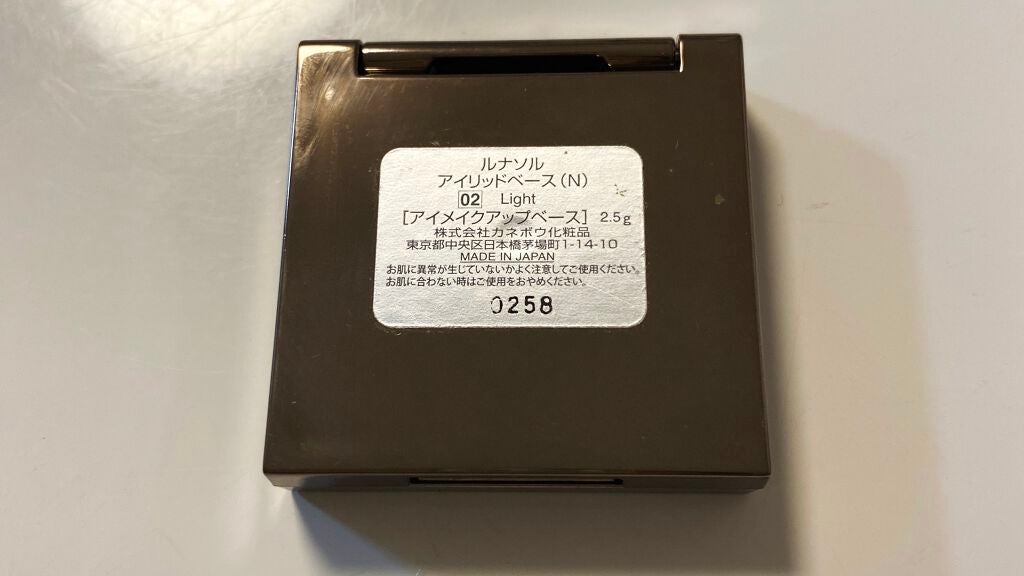 ルナソル
アイリッドベース(N)
02 Light
[アイメイクアップベース] 2.5g
株式会社カネボウ化粧品
東京都中央区日本橋茅場町1-14-10
MADE IN JAPAN
お肌に異常が生じていないかよく注意してご使用ください。
お肌に合わない時はご使用をおやめください。
0258